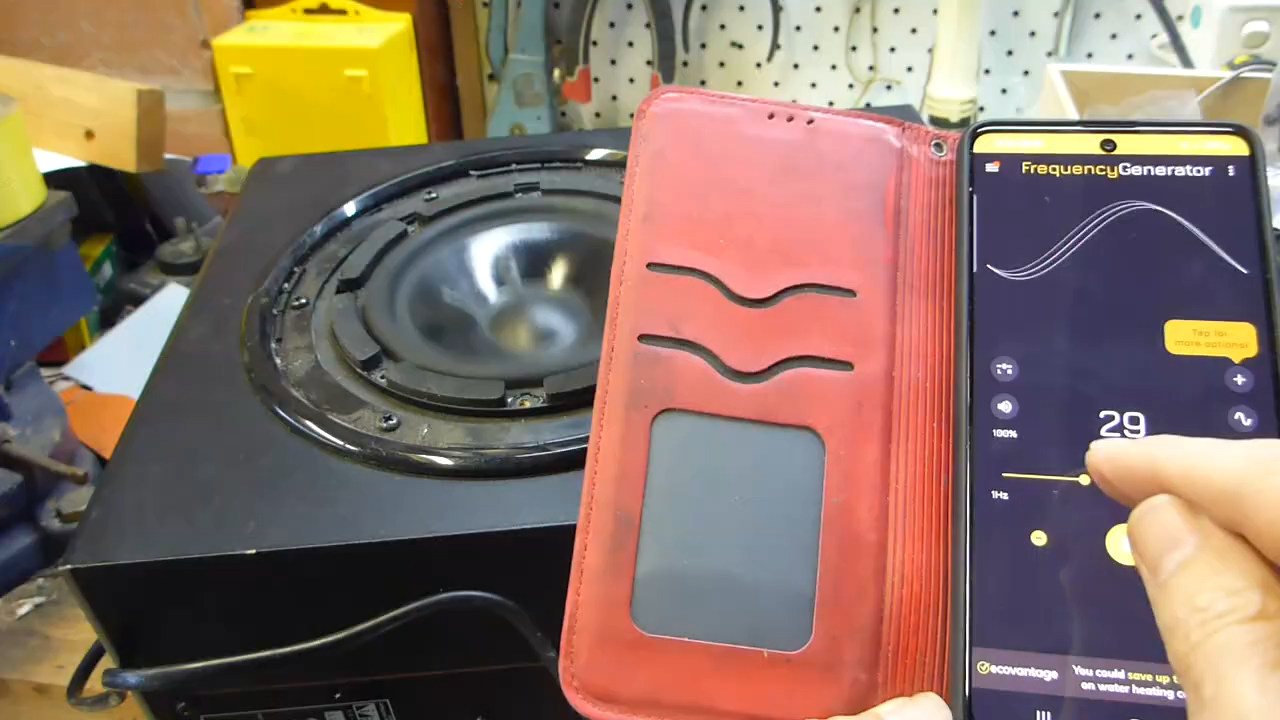 FrequencyGenerator
Tap for
more options!
100%
29
1Hz
ecovantage
You could save up t
on water heating c